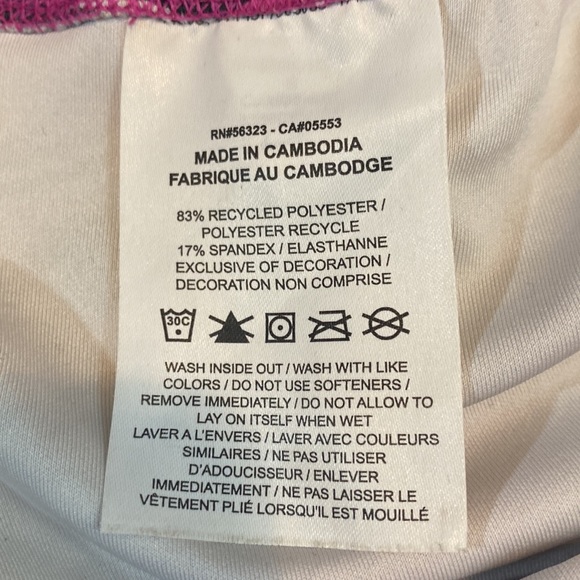 RN#56323 - CA#05553
MADE IN CAMBODIA
FABRIQUE AU CAMBODGE
83% RECYCLED POLYESTER /
POLYESTER RECYCLE
17% SPANDEX / ELASTHANNE
EXCLUSIVE OF DECORATION /
DECORATION NON COMPRISE
30C
WASH INSIDE OUT / WASH WITH LIKE
COLORS / DO NOT USE SOFTENERS /
REMOVE IMMEDIATELY / DO NOT ALLOW TO
LAY ON ITSELF WHEN WET
LAVER A L'ENVERS / LAVER AVEC COULEURS
SIMILAIRES / NE PAS UTILISER
D'ADOUCISSEUR / ENLEVER
IMMEDIATEMENT / NE PAS LAISSER LE
VÊTEMENT PLIÉ LORSQU'IL EST MOUILLÉ